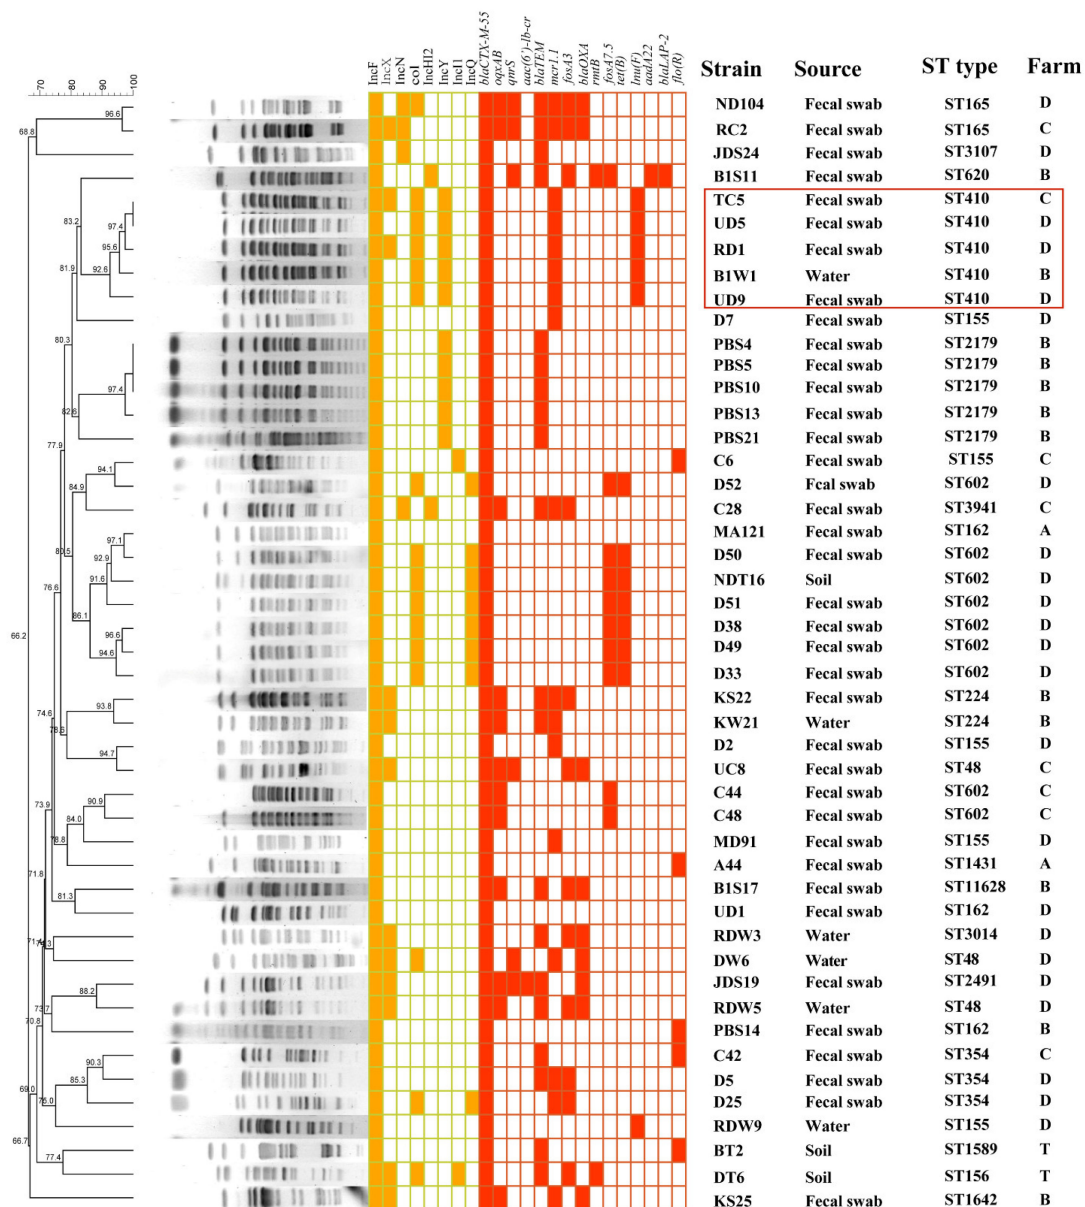 IncF IncX IncN col IncHI2 IncY IncI1 IncQ blaCTX-M-55 oqxAB qnrS aac(6')-Ib-cr blaTEM mcr1.1 fosA3 blaOXA rmtB fosA7.5 tet(B) lnu(F) aadA22 blaLAP-2 flo(R)
70 80 90 100
Strain Source ST type Farm
ND104 Fecal swab ST165 D
RC2 Fecal swab ST165 C
JDS24 Fecal swab ST3107 D
B1S11 Fecal swab ST620 B
TC5 Fecal swab ST410 C
UD5 Fecal swab ST410 D
RD1 Fecal swab ST410 D
B1W1 Water ST410 B
UD9 Fecal swab ST410 D
D7 Fecal swab ST155 D
PBS4 Fecal swab ST2179 B
PBS5 Fecal swab ST2179 B
PBS10 Fecal swab ST2179 B
PBS13 Fecal swab ST2179 B
PBS21 Fecal swab ST2179 B
C6 Fecal swab ST155 C
D52 Fcal swab ST602 D
C28 Fecal swab ST3941 C
MA121 Fecal swab ST162 A
D50 Fecal swab ST602 D
NDT16 Soil ST602 D
D51 Fecal swab ST602 D
D38 Fecal swab ST602 D
D49 Fecal swab ST602 D
D33 Fecal swab ST602 D
KS22 Fecal swab ST224 B
KW21 Water ST224 B
D2 Fecal swab ST155 D
UC8 Fecal swab ST48 C
C44 Fecal swab ST602 C
C48 Fecal swab ST602 C
MD91 Fecal swab ST155 D
A44 Fecal swab ST1431 A
B1S17 Fecal swab ST11628 B
UD1 Fecal swab ST162 D
RDW3 Water ST3014 D
DW6 Water ST48 D
JDS19 Fecal swab ST2491 D
RDW5 Water ST48 D
PBS14 Fecal swab ST162 B
C42 Fecal swab ST354 C
D5 Fecal swab ST354 D
D25 Fecal swab ST354 D
RDW9 Water ST155 D
BT2 Soil ST1589 T
DT6 Soil ST156 T
KS25 Fecal swab ST1642 B
96.6
68.8
83.2
97.4
95.6
92.6
81.9
80.3
97.4
82.6
77.9
94.1
84.9
97.1
80.5
92.9
91.6
76.6
86.1
96.6
94.6
66.2
93.8
74.6
94.7
90.9
73.9
84.0
78.8
71.8
81.3
88.2
73.7
70.8
90.3
85.3
69.0
75.0
66.7
77.4